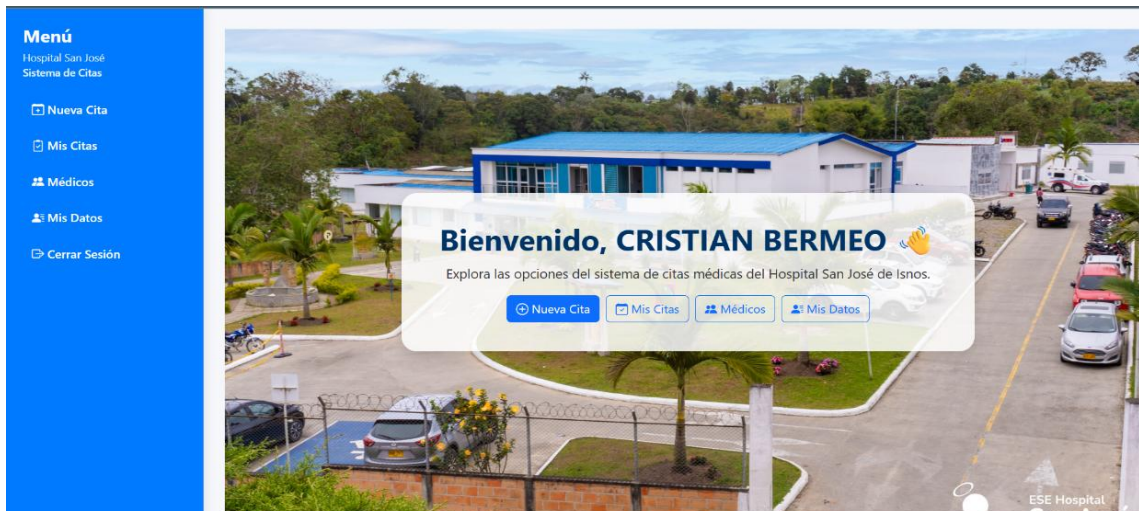 Menú
Hospital San José
Sistema de Citas
Nueva Cita
Mis Citas
Médicos
Mis Datos
Cerrar Sesión
Bienvenido, CRISTIAN BERMEO 👋
Explora las opciones del sistema de citas médicas del Hospital San José de Isnos.
Nueva Cita
Mis Citas
Médicos
Mis Datos
ESE Hospital